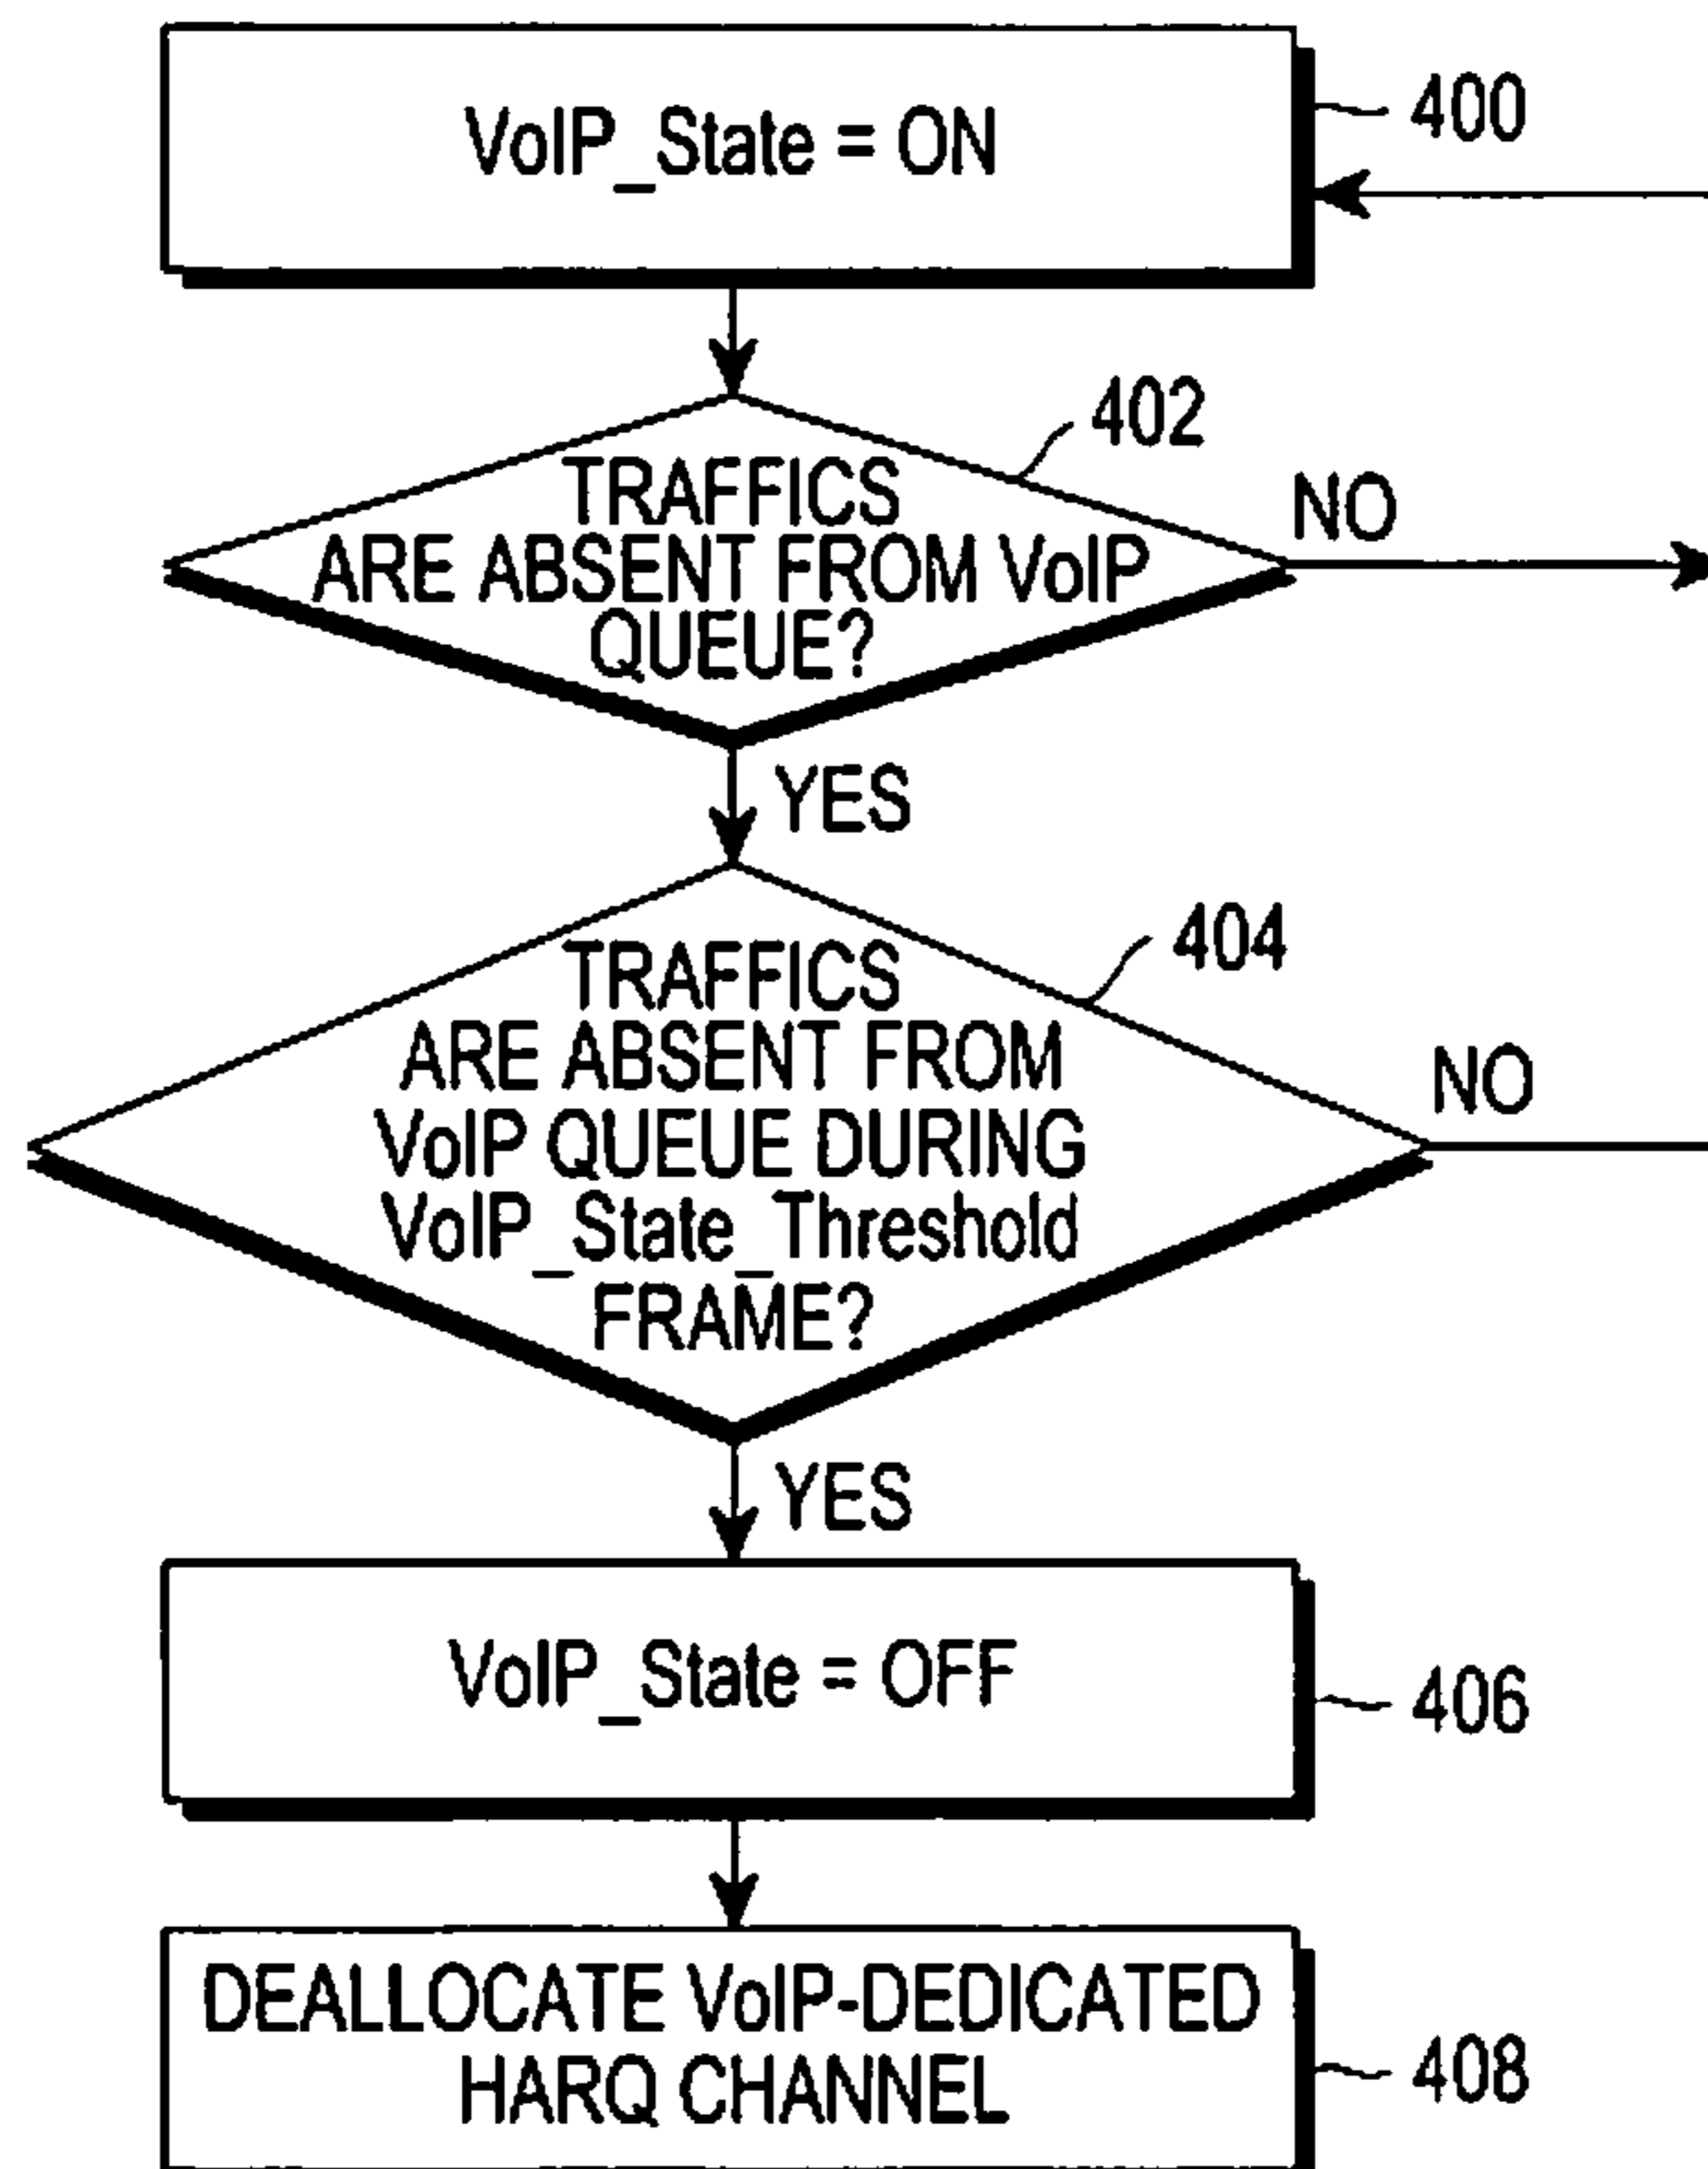 VoIP_State = ON
400
402
TRAFFICS
ARE ABSENT FROM VoIP
QUEUE?
NO
YES
404
TRAFFICS
ARE ABSENT FROM
VoIP QUEUE DURING
VoIP_State_Threshold
FRAME?
NO
YES
VoIP_State = OFF
406
DEALLOCATE VoIP-DEDICATED
HARQ CHANNEL
408